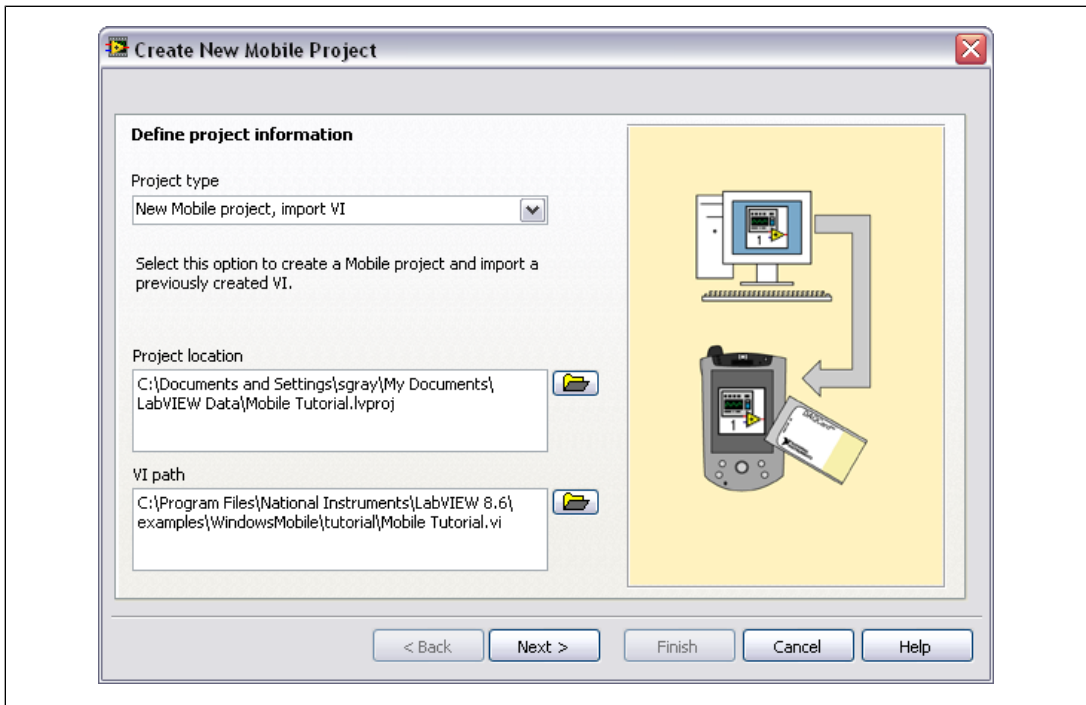 Create New Mobile Project
Define project information
Project type
New Mobile project, import VI
Select this option to create a Mobile project and import a
previously created VI.
Project location
C:\Documents and Settings\sgray\My Documents\
LabVIEW Data\Mobile Tutorial.lvproj
VI path
C:\Program Files\National Instruments\LabVIEW 8.6\
examples\WindowsMobile\tutorial\Mobile Tutorial.vi
1
1
< Back
Next >
Finish
Cancel
Help